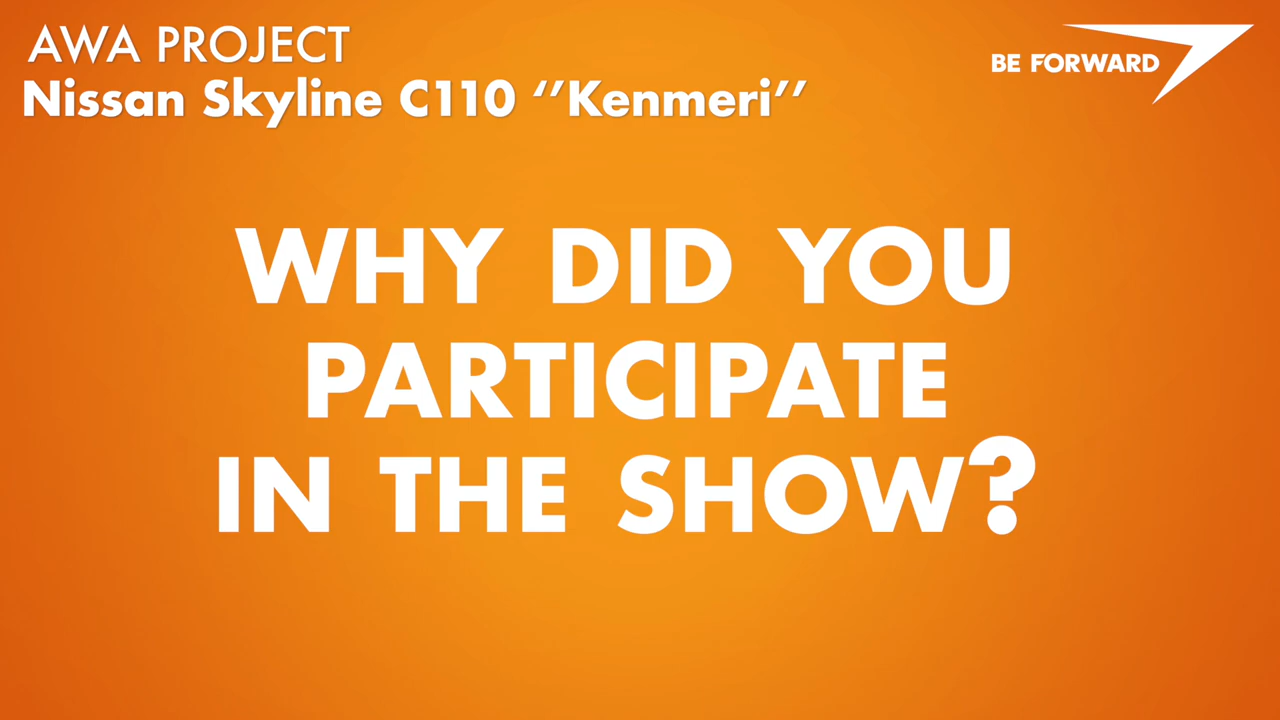 AWA PROJECT
Nissan Skyline C110 ‘‘Kenmeri’’
BE FORWARD
WHY DID YOU
PARTICIPATE
IN THE SHOW?